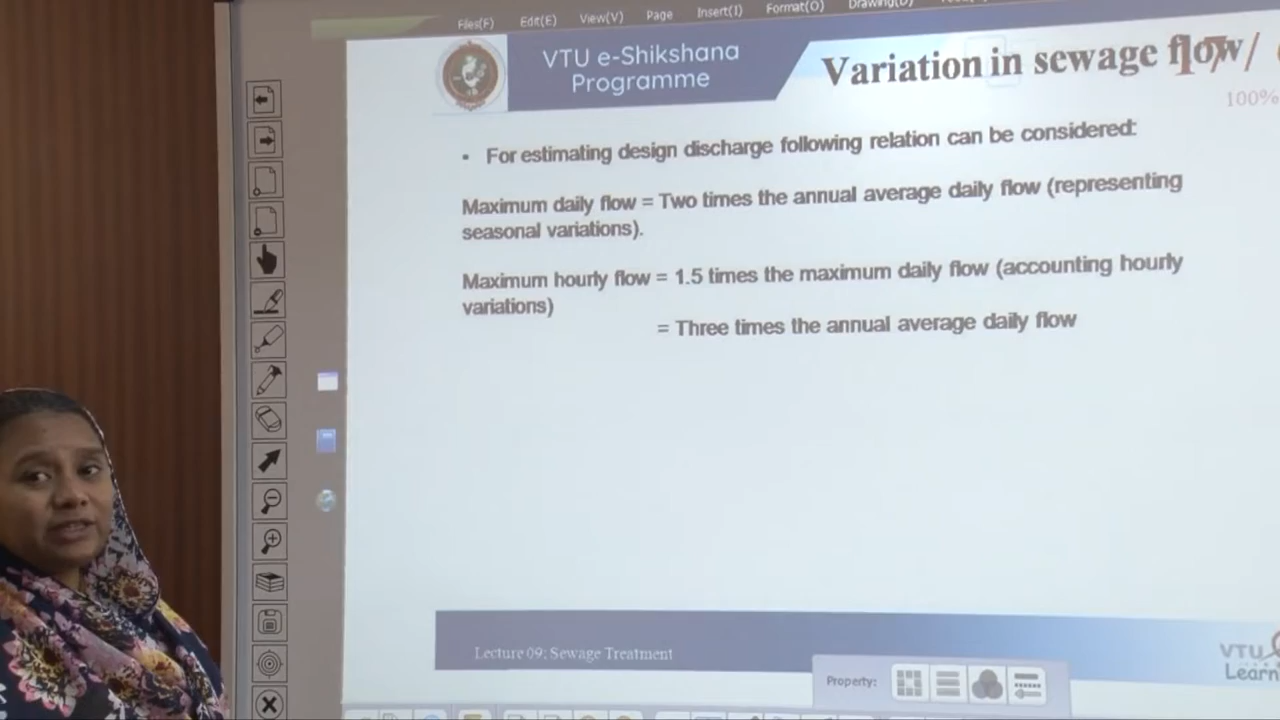 Files(F) Edit(E) View(V) Page Insert(I) Format(O) Drawing(D)
VTU e-Shikshana
Programme
Variation in sewage flow
17/
100%
• For estimating design discharge following relation can be considered:
Maximum daily flow = Two times the annual average daily flow (representing
seasonal variations).
Maximum hourly flow = 1.5 times the maximum daily flow (accounting hourly
variations)
= Three times the annual average daily flow
Lecture 09: Sewage Treatment
Property:
VTU
Learn